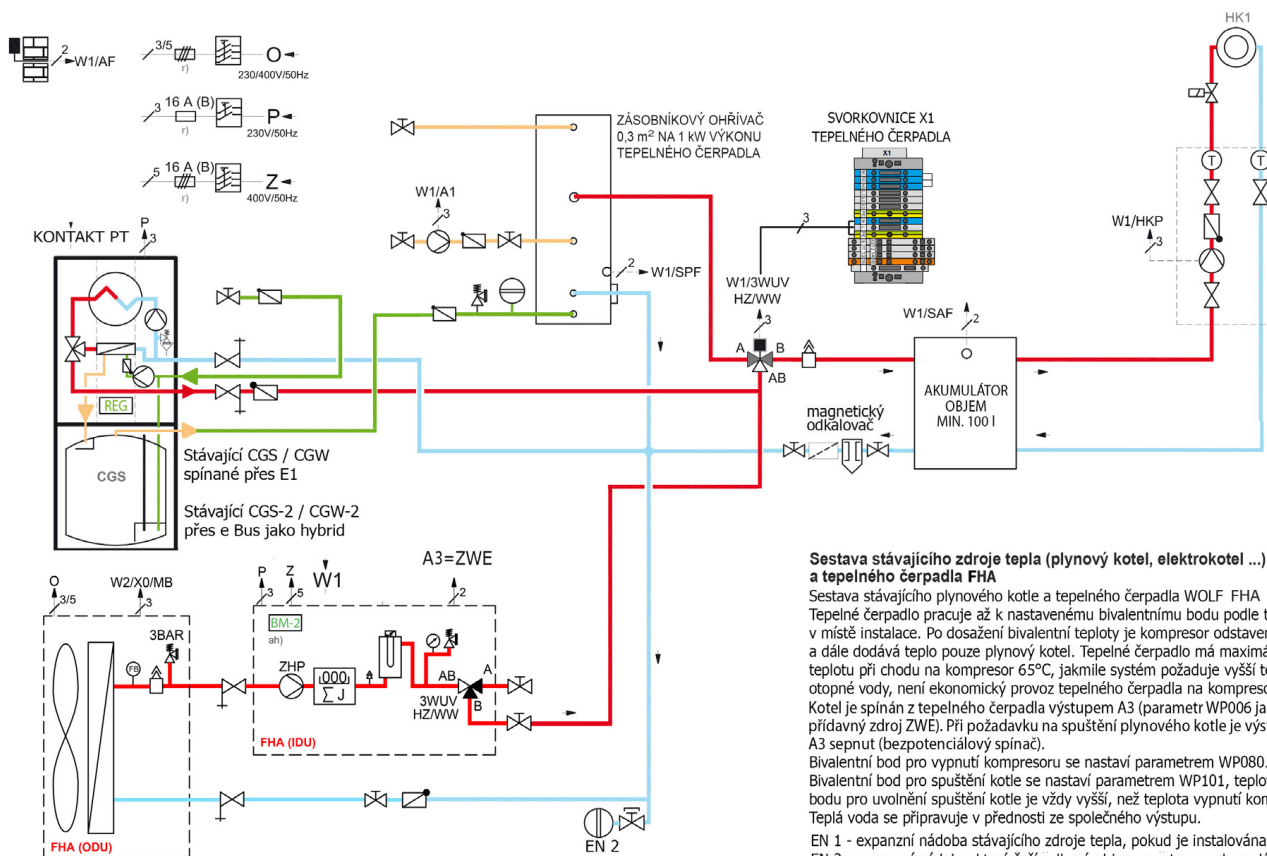 HK1
2
W1/AF
3/5
r)
O
230/400V/50Hz
3
16 A (B)
r)
P
230V/50Hz
5
16 A (B)
r)
Z
400V/50Hz
ZÁSOBNÍKOVÝ OHŘÍVAČ
0,3 m² NA 1 kW VÝKONU
TEPELNÉHO ČERPADLA
SVORKOVNICE X1
TEPELNÉHO ČERPADLA
X1
3
T
T
W1/HKP
3
W1/A1
3
2
W1/SPF
KONTAKT PT
P
3
W1/3WUV
HZ/WW
3
A
B
AB
W1/SAF
2
AKUMULÁTOR
OBJEM
MIN. 100 l
magnetický
odkalovač
REG
CGS
Stávající CGS / CGW
spínané přes E1
Stávající CGS-2 / CGW-2
přes e Bus jako hybrid
O
3/5
W2/X0/MB
3
3BAR
FB
FHA (ODU)
P
3
Z
5
W1
A3=ZWE
2
BM-2
ah)
ZHP
000
Σ J
AB
A
B
3WUV
HZ/WW
FHA (IDU)
EN 2
Sestava stávajícího zdroje tepla (plynový kotel, elektrokotel ...)
a tepelného čerpadla FHA
Sestava stávajícího plynového kotle a tepelného čerpadla WOLF FHA
Tepelné čerpadlo pracuje až k nastavenému bivalentnímu bodu podle t
v místě instalace. Po dosažení bivalentní teploty je kompresor odstaven
a dále dodává teplo pouze plynový kotel. Tepelné čerpadlo má maximá
teplotu při chodu na kompresor 65°C, jakmile systém požaduje vyšší te
otopné vody, není ekonomický provoz tepelného čerpadla na kompreso
Kotel je spínán z tepelného čerpadla výstupem A3 (parametr WP006 ja
přídavný zdroj ZWE). Při požadavku na spuštění plynového kotle je výs
A3 sepnut (bezpotenciálový spínač).
Bivalentní bod pro vypnutí kompresoru se nastaví parametrem WP080.
Bivalentní bod pro spuštění kotle se nastaví parametrem WP101, teplot
bodu pro uvolnění spuštění kotle je vždy vyšší, než teplota vypnutí kom
Teplá voda se připravuje v přednosti ze společného výstupu.
EN 1 - expanzní nádoba stávajícího zdroje tepla, pokud je instalována